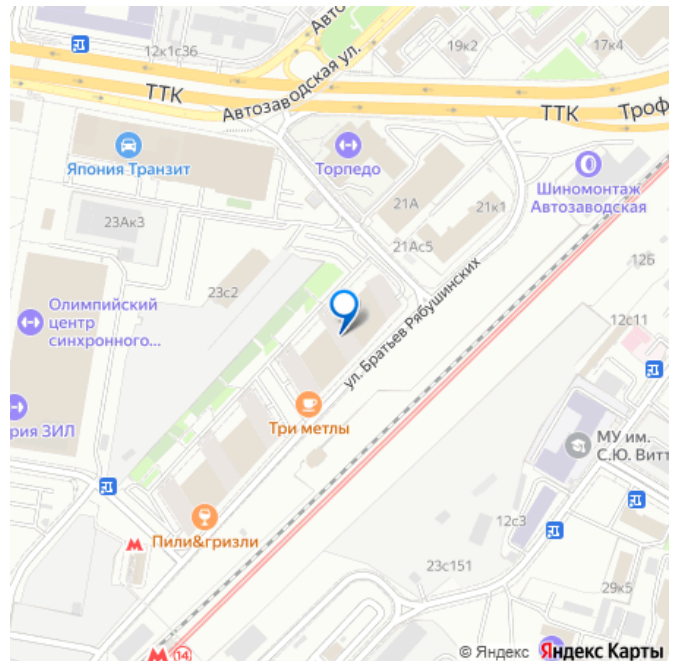 Авто
12к1с36
19к2
17к4
Автозаводская ул.
ТТК
ТТК
Троф
Япония Транзит
Торпедо
Шиномонтаж
Автозаводская
21А
21к1
23Ак3
21Ас5
12Б
23с2
Олимпийский
центр
синхронного...
ул. Братьев Рябушинских
12с11
Три метлы
рия ЗИЛ
МУ им.
С.Ю. Витт
Пили&гризли
12с3
23с151
29к5
14
© Яндекс Яндекс Карты